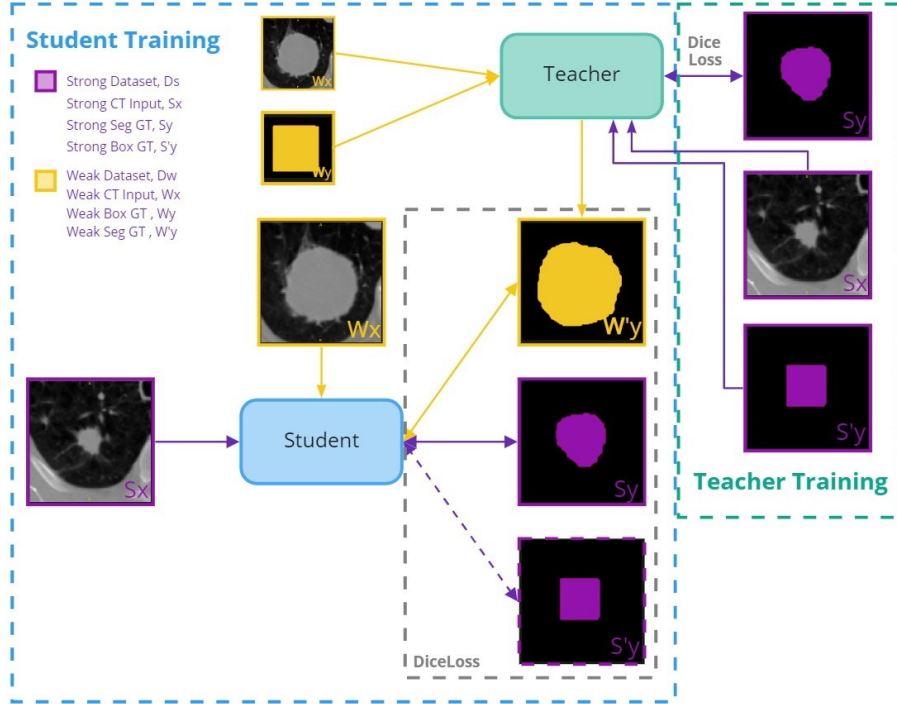 Student Training
Strong Dataset, Ds
Strong CT Input, Sx
Strong Seg GT, Sy
Strong Box GT, S'y
Weak Dataset, Dw
Weak CT Input, Wx
Weak Box GT , Wy
Weak Seg GT , W'y
Wx
Wy
Teacher
Dice
Loss
Sy
Sx
S'y
Teacher Training
Wx
W'y
Sx
Student
Sy
S'y
DiceLoss